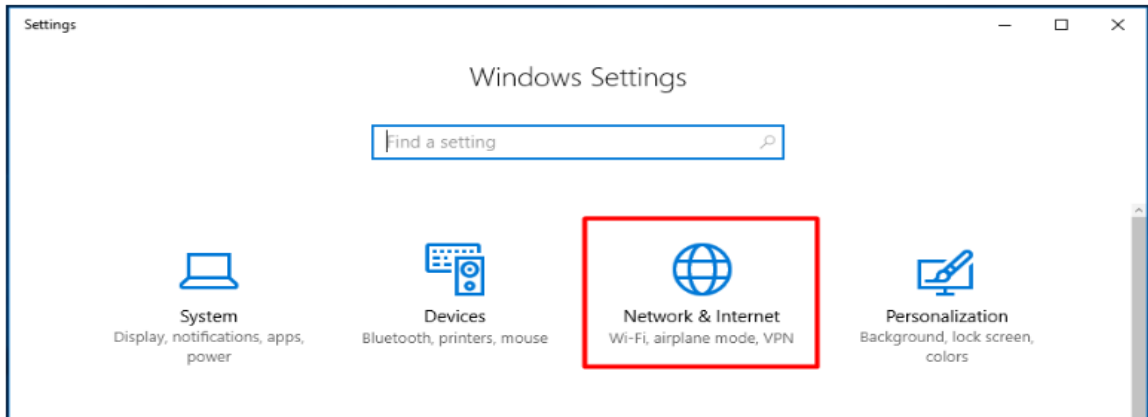 Settings
Windows Settings
Find a setting
System
Display, notifications, apps,
power
Devices
Bluetooth, printers, mouse
Network & Internet
Wi-Fi, airplane mode, VPN
Personalization
Background, lock screen,
colors